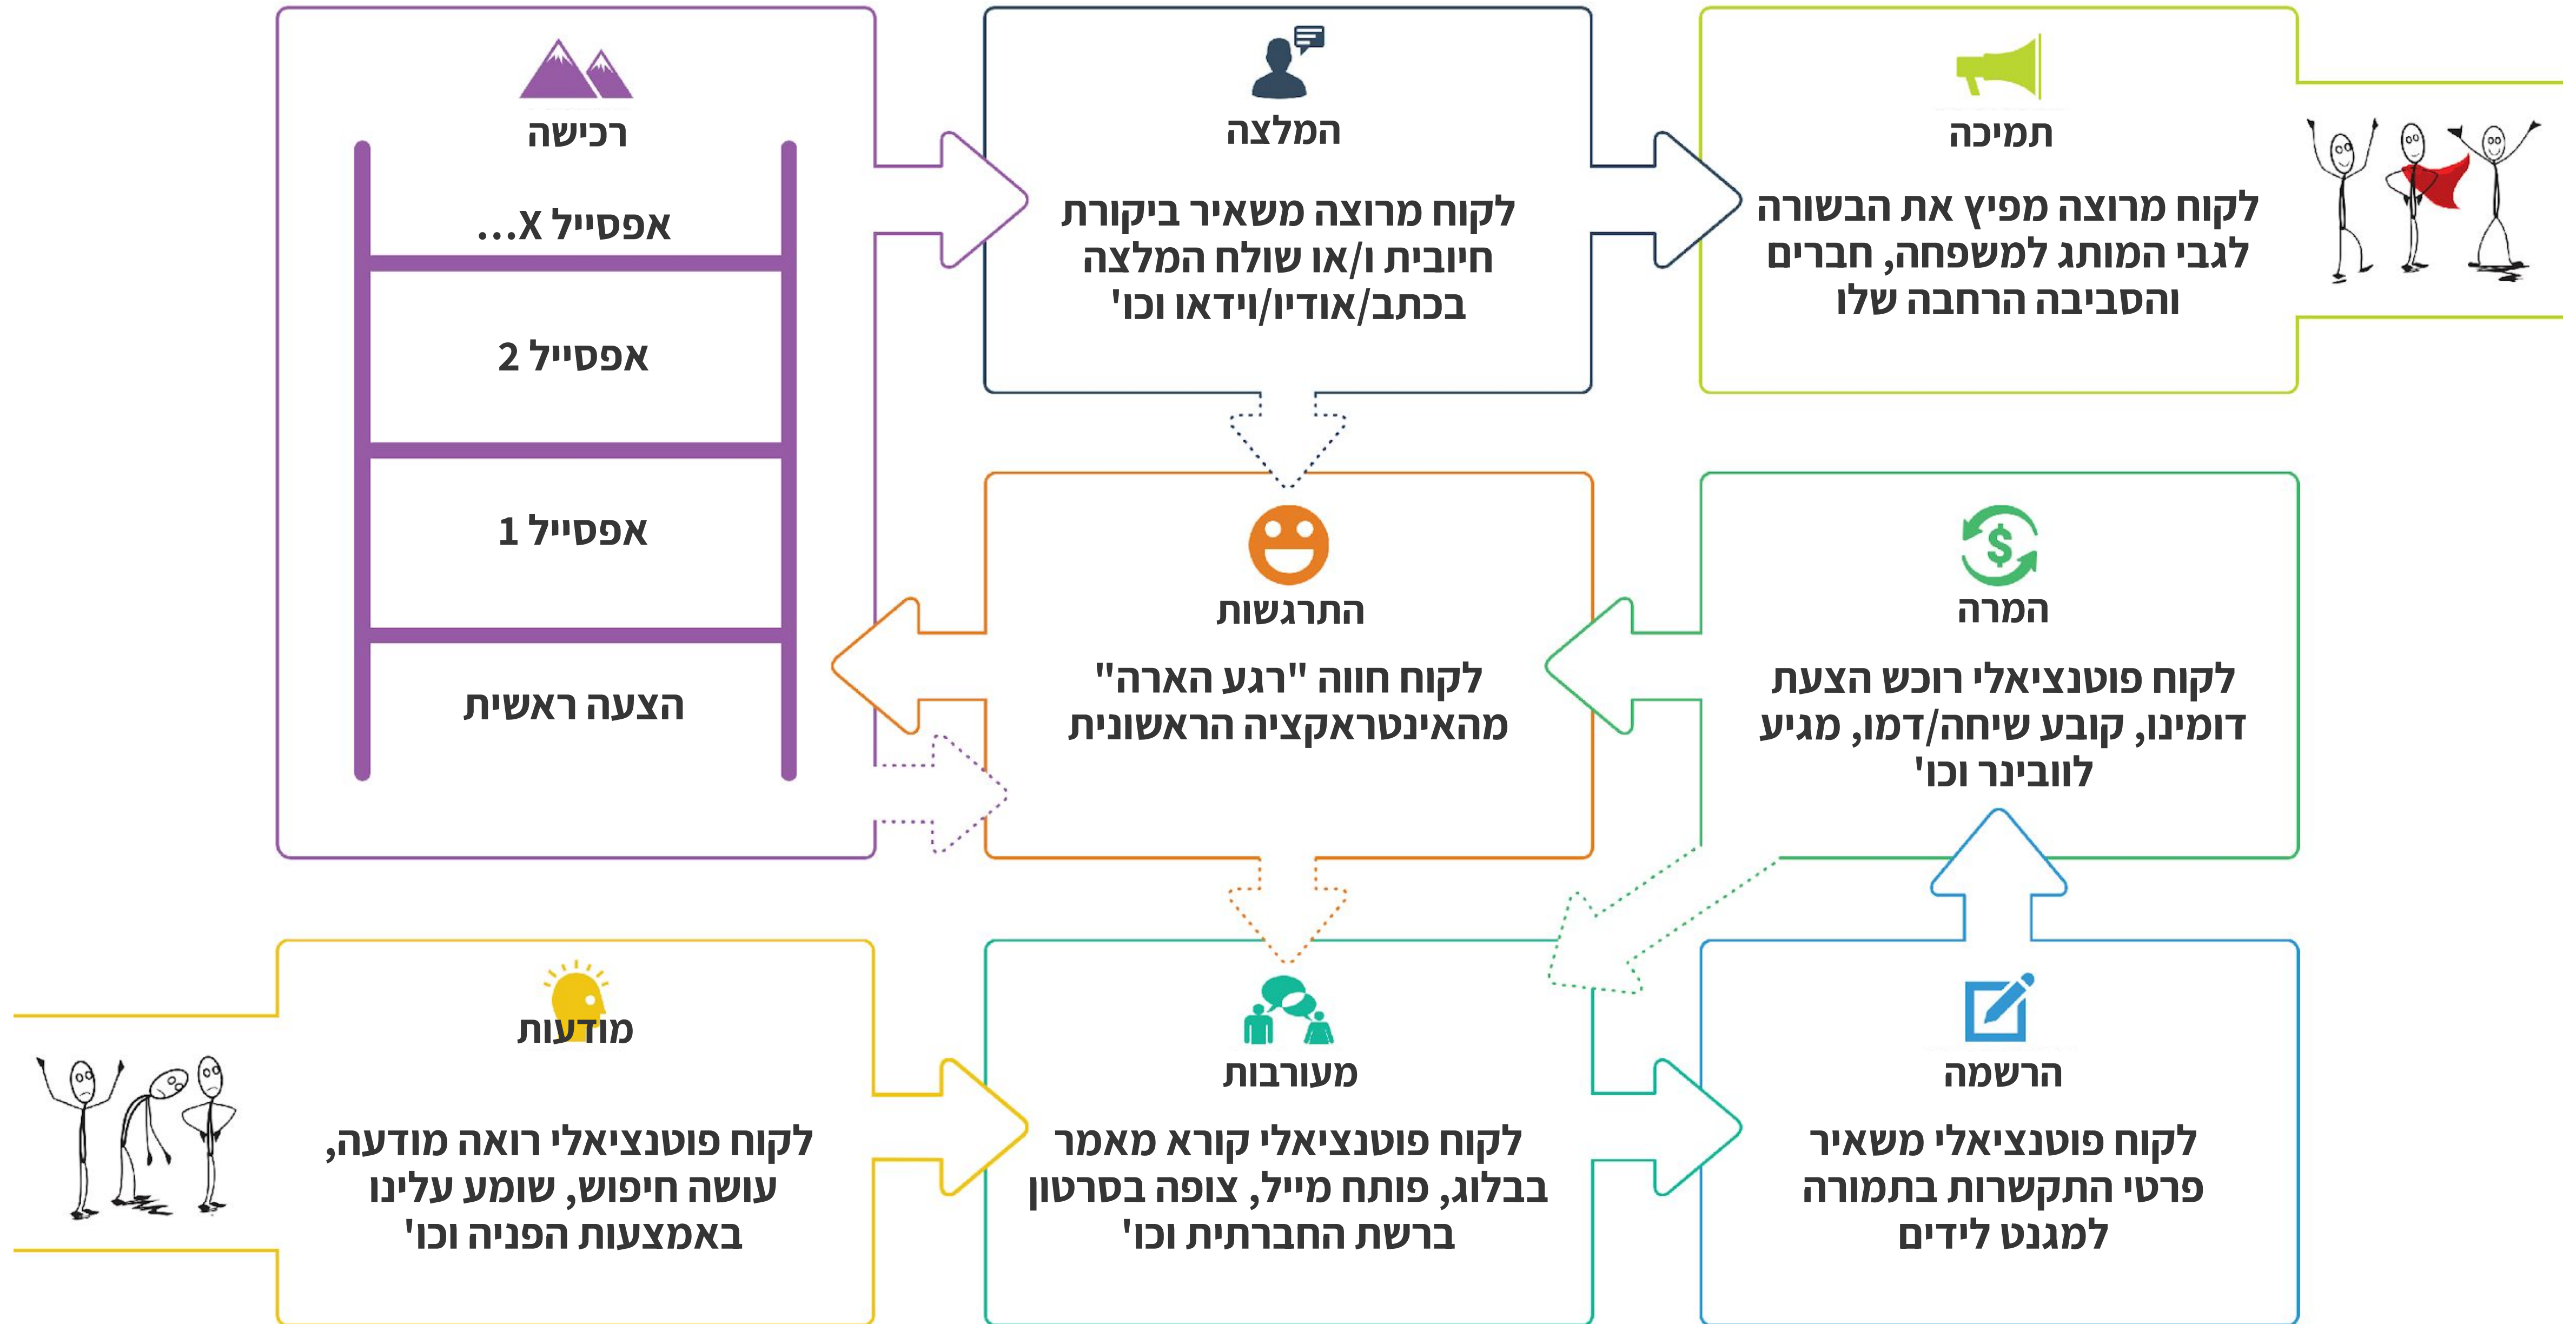 רכישה
אפסייל X...
אפסייל 2
אפסייל 1
הצעה ראשית
המלצה
לקוח מרוצה משאיר ביקורת
חיובית ו/או שולח המלצה
בכתב/אודיו/וידאו וכו'
תמיכה
לקוח מרוצה מפיץ את הבשורה
לגבי המותג למשפחה, חברים
והסביבה הרחבה שלו
התרגשות
לקוח חווה "רגע הארה"
מהאינטראקציה הראשונית
המרה
לקוח פוטנציאלי רוכש הצעת
דומינו, קובע שיחה/דמו, מגיע
לוובינר וכו'
מודעות
לקוח פוטנציאלי רואה מודעה,
עושה חיפוש, שומע עלינו
באמצעות הפניה וכו'
מעורבות
לקוח פוטנציאלי קורא מאמר
בבלוג, פותח מייל, צופה בסרטון
ברשת החברתית וכו'
הרשמה
לקוח פוטנציאלי משאיר
פרטי התקשרות בתמורה
למגנט לידים